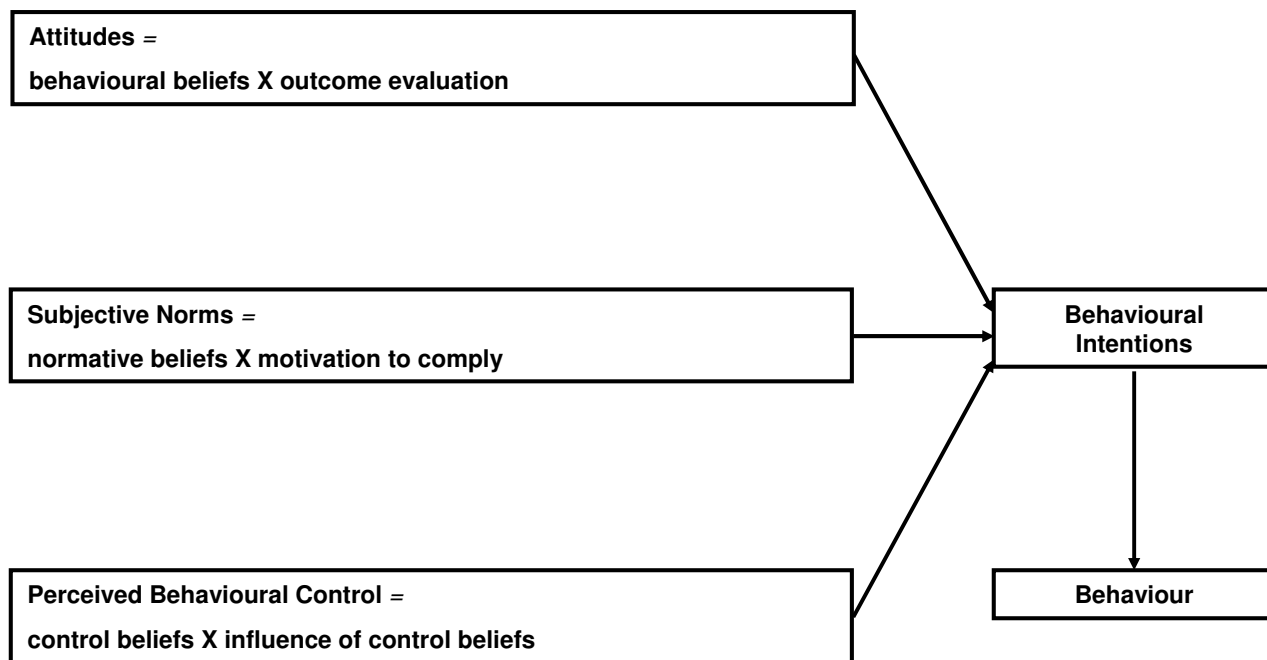 Attitudes =
behavioural beliefs X outcome evaluation
Subjective Norms =
normative beliefs X motivation to comply
Behavioural
Intentions
Perceived Behavioural Control =
control beliefs X influence of control beliefs
Behaviour